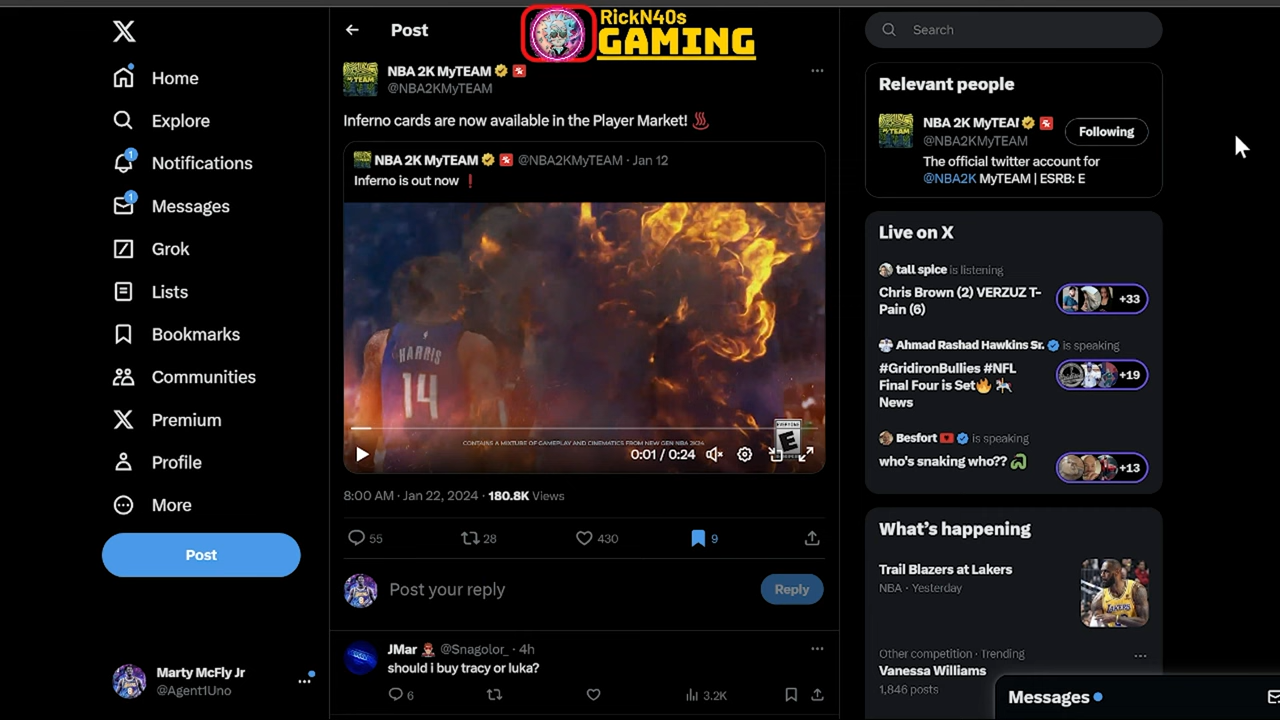 RickN40s
GAMING
Home
Explore
1
Notifications
1
Messages
Grok
Lists
Bookmarks
Communities
Premium
Profile
More
Post
Marty McFly Jr
@Agent1Uno
Post
NBA 2K MyTEAM
@NBA2KMyTEAM
Inferno cards are now available in the Player Market!
NBA 2K MyTEAM @NBA2KMyTEAM · Jan 12
Inferno is out now ❗
HARRIS
14
CONTAINS A MIXTURE OF GAMEPLAY AND CINEMATICS FROM NEW GEN NBA 2K24
E
0:01 / 0:24
8:00 AM · Jan 22, 2024 · 180.8K Views
55 28 430 9
Post your reply
Reply
JMar @Snagolor_ · 4h
should i buy tracy or luka?
6 3.2K
Search
Relevant people
NBA 2K MyTEAM
@NBA2KMyTEAM
Following
The official twitter account for
@NBA2K MyTEAM | ESRB: E
Live on X
tall spice is listening
Chris Brown (2) VERZUZ T-
Pain (6)
+33
Ahmad Rashad Hawkins Sr. is speaking
#GridironBullies #NFL
Final Four is Set
News
+19
Besfort is speaking
who's snaking who??
+13
What's happening
Trail Blazers at Lakers
NBA · Yesterday
Other competition · Trending
Vanessa Williams
1,846 posts
Messages